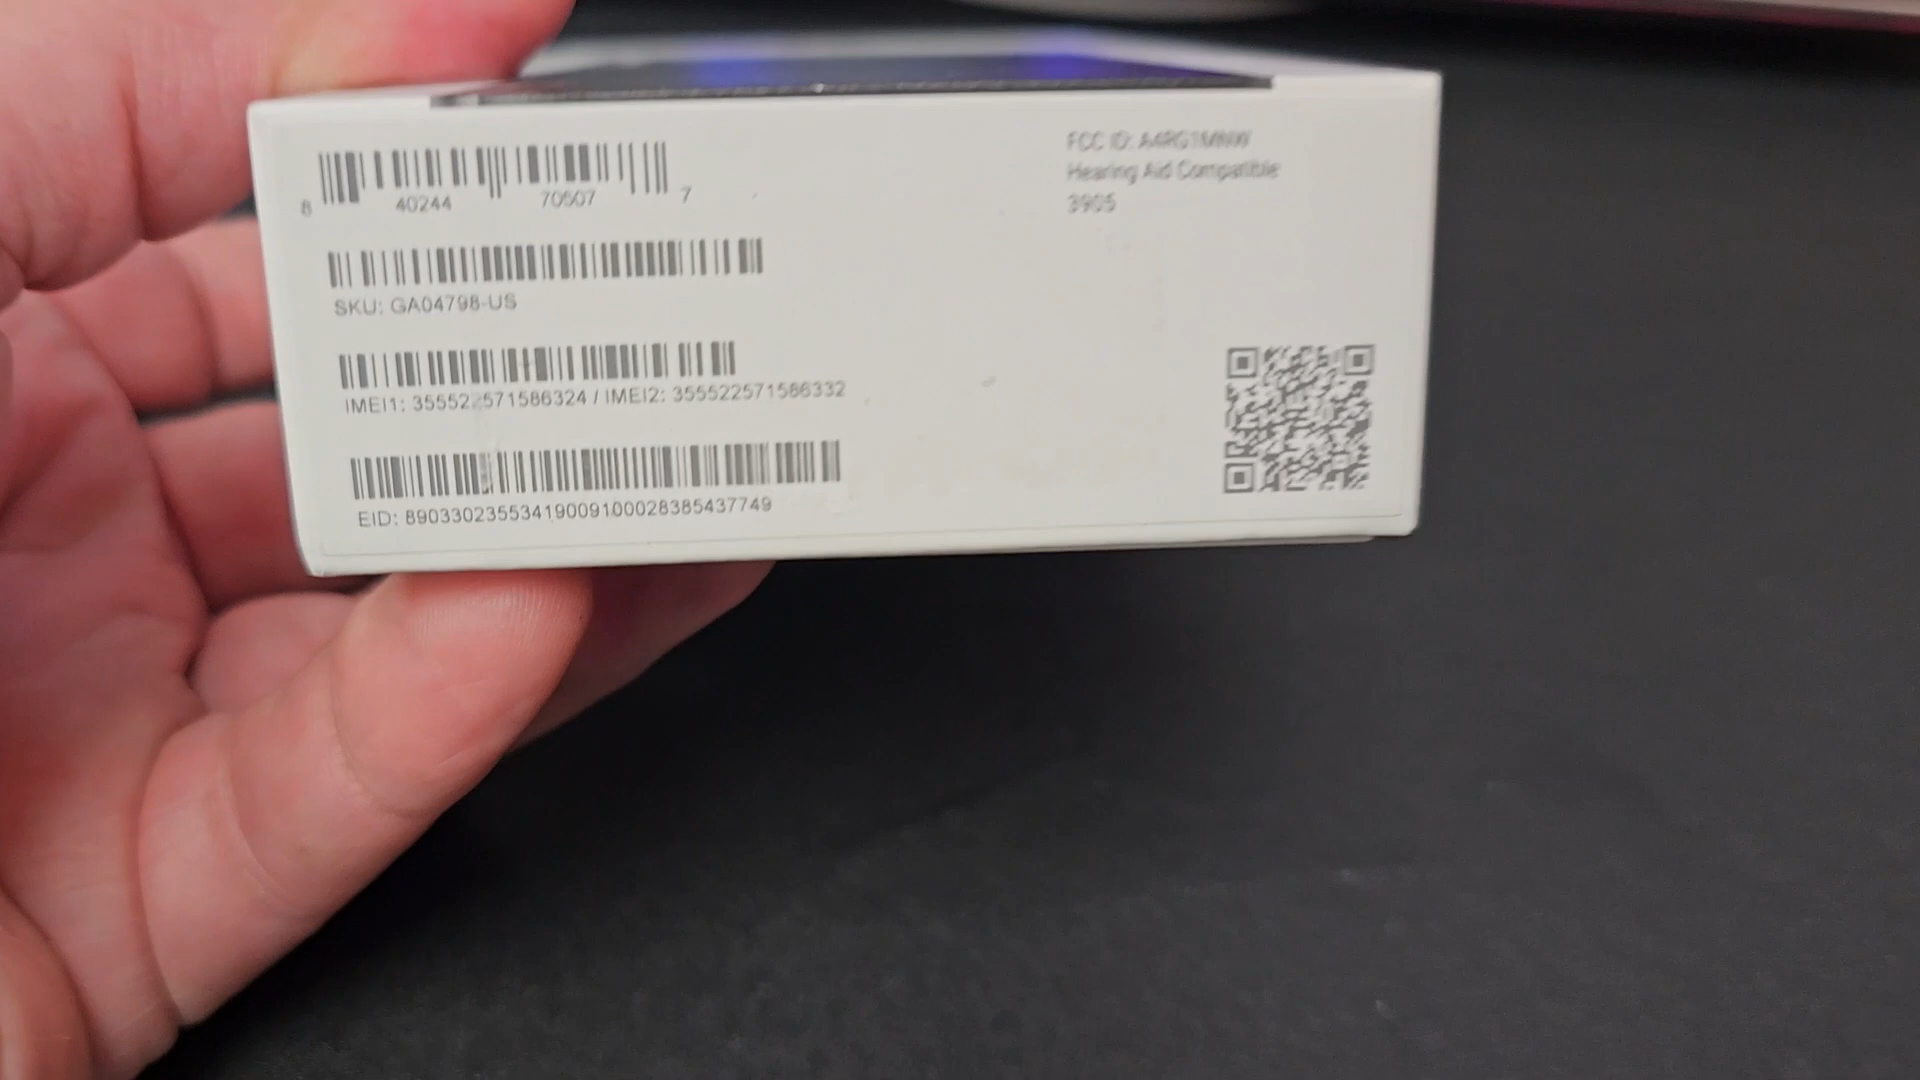 8 40244 70507 7
SKU: GA04798-US
IMEI1: 355522571586324 / IMEI2: 355522571586332
EID: 89033023553419009100028385437749
FCC ID:
Hearing Aid Compatible
3905